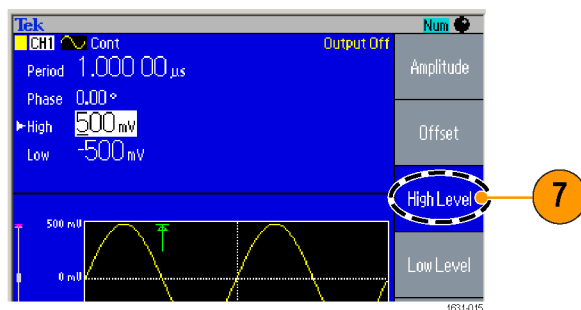 Tek
Num
CH1 Cont Output Off
Period 1.000 00 µs
Phase 0.00 °
High 500 mV
Low -500 mV
Amplitude
Offset
High Level
7
Low Level
500 mV
0 mV
1631-015